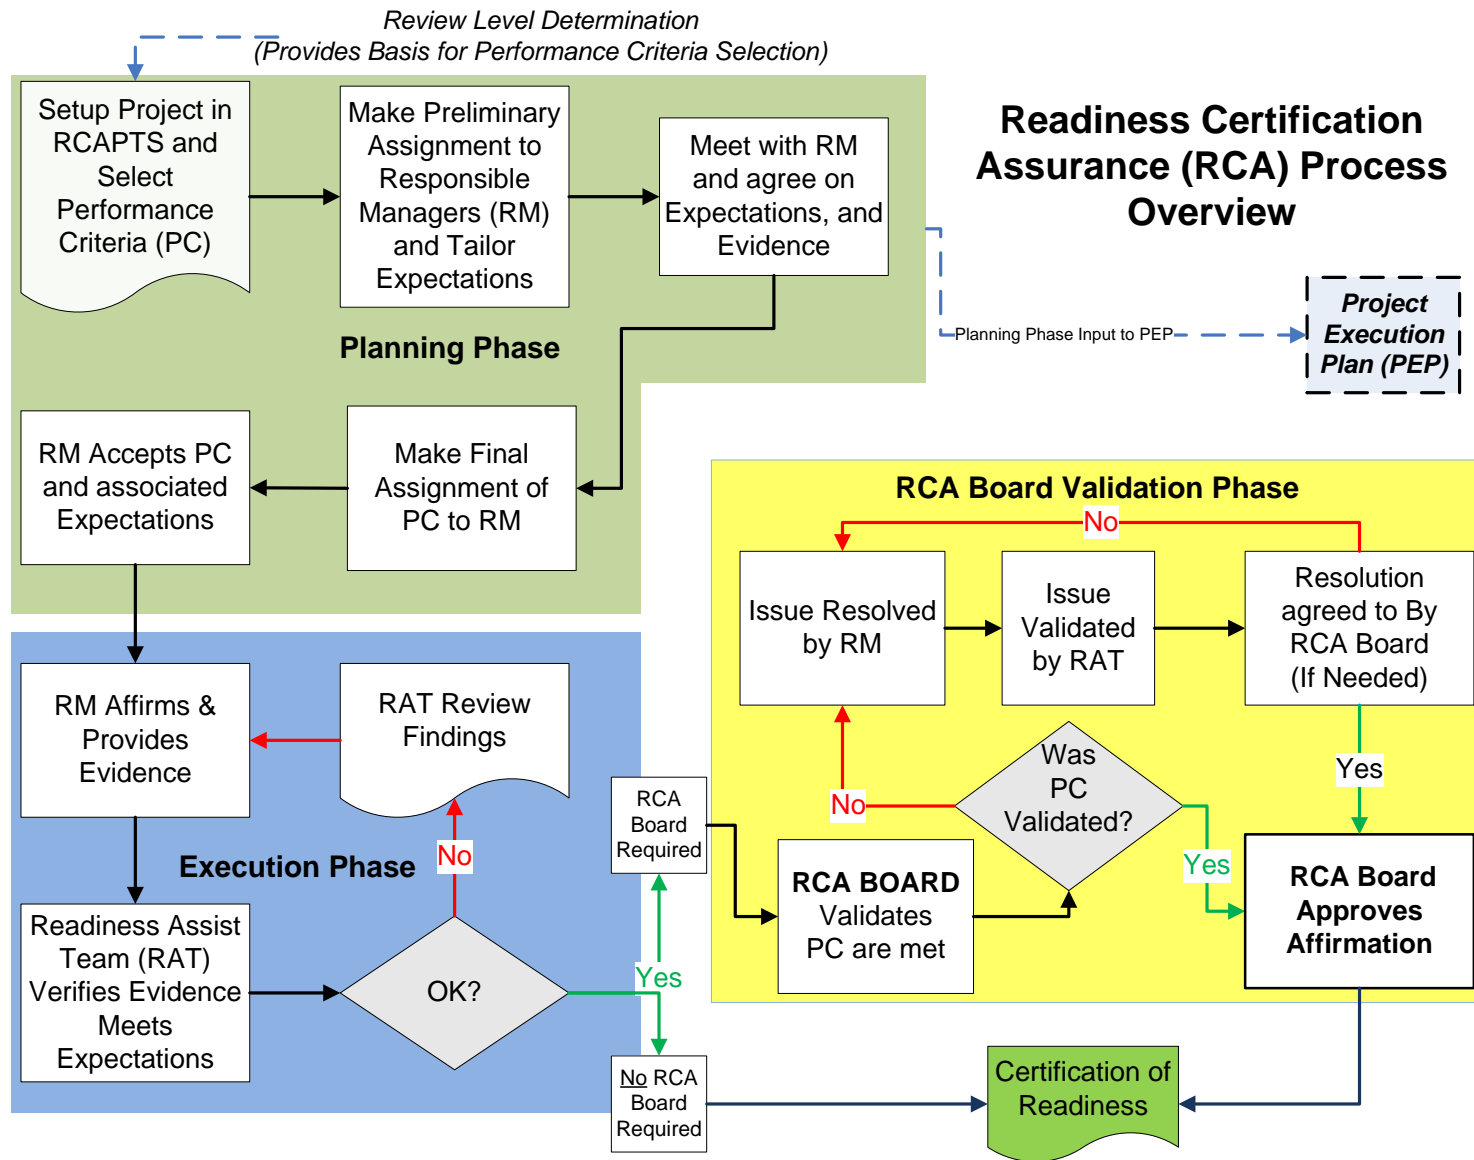 Review Level Determination
(Provides Basis for Performance Criteria Selection)
Readiness Certification
Assurance (RCA) Process
Overview
Setup Project in
RCAPTS and
Select
Performance
Criteria (PC)
Make Preliminary
Assignment to
Responsible
Managers (RM)
and Tailor
Expectations
Meet with RM
and agree on
Expectations, and
Evidence
Planning Phase
Planning Phase Input to PEP
Project
Execution
Plan (PEP)
RM Accepts PC
and associated
Expectations
Make Final
Assignment of
PC to RM
RCA Board Validation Phase
No
Issue Resolved
by RM
Issue
Validated
by RAT
Resolution
agreed to By
RCA Board
(If Needed)
RM Affirms &
Provides
Evidence
RAT Review
Findings
Was
PC
Validated?
No
Yes
Yes
RCA
Board
Required
Execution Phase
No
RCA BOARD
Validates
PC are met
RCA Board
Approves
Affirmation
Readiness Assist
Team (RAT)
Verifies Evidence
Meets
Expectations
OK?
Yes
No RCA
Board
Required
Certification of
Readiness